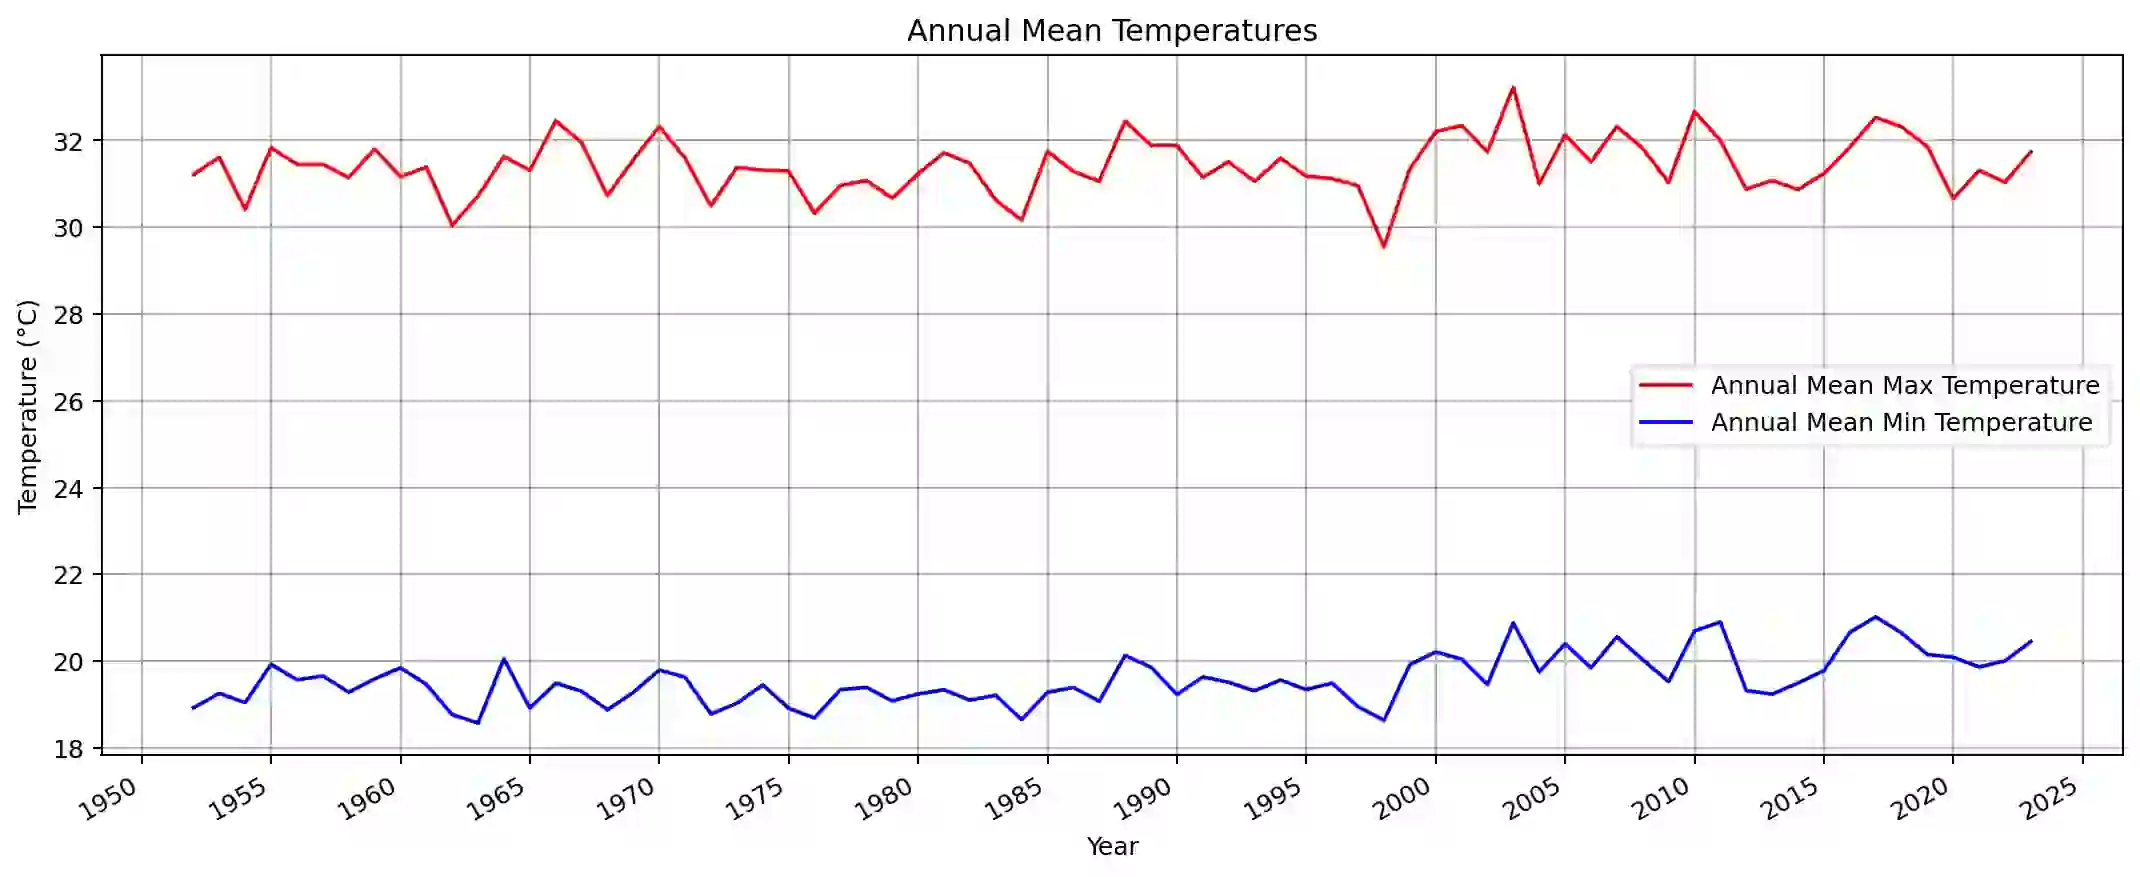 Annual Mean Temperatures
Temperature (°C)
32
30
28
26
24
22
20
18
Annual Mean Max Temperature
Annual Mean Min Temperature
1950 1955 1960 1965 1970 1975 1980 1985 1990 1995 2000 2005 2010 2015 2020 2025
Year